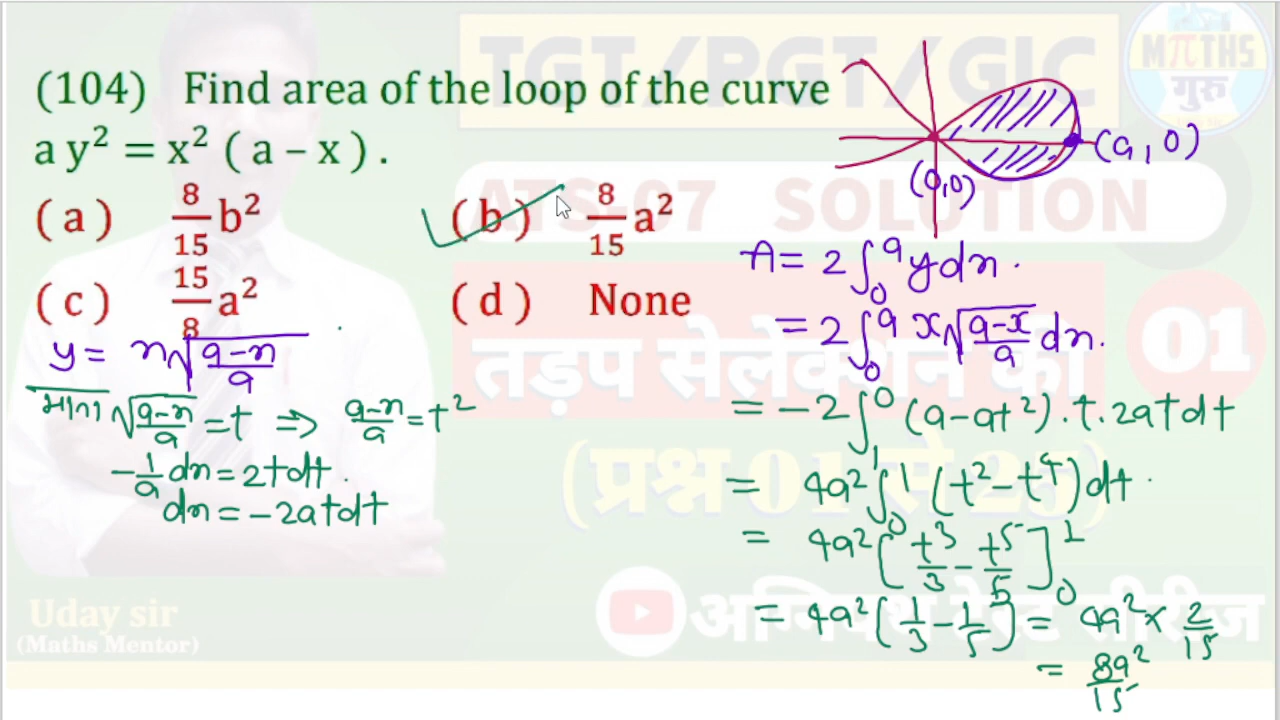 TGT/PGT/GIC
MπTHS
गुरु
(104) Find area of the loop of the curve
a y² = x² ( a – x ) .
(a) 8/15 b² (b) 8/15 a²
(c) 15/8 a² (d) None
ATS-07 SOLUTION
तड़प सेलेक्शन की
01
(प्रश्न 01 से 25)
(0,0)
(a, 0)
A = 2∫₀ᵃ y dx .
= 2∫₀ᵃ x√((a-x)/a) dx .
= -2∫₁⁰ (a-at²).t.2at dt
= 4a² ∫₀¹ (t²-t⁴) dt .
= 4a² [t³/3 - t⁵/5]₀¹
= 4a² (1/3 - 1/5) = 4a² × 2/15
= 8a²/15
y = x√((a-x)/a)
माना √((a-x)/a) = t ⇒ (a-x)/a = t²
-1/a dx = 2t dt .
dx = -2at dt
Uday sir
(Maths Mentor)
अग्निपथ टेस्ट सीरीज